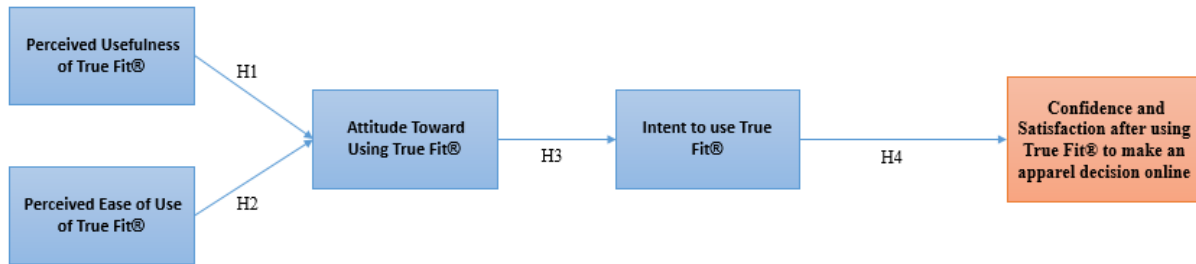 Perceived Usefulness
of True Fit®
H1
Perceived Ease of Use
of True Fit®
H2
Attitude Toward
Using True Fit®
H3
Intent to use True
Fit®
H4
Confidence and
Satisfaction after using
True Fit® to make an
apparel decision online